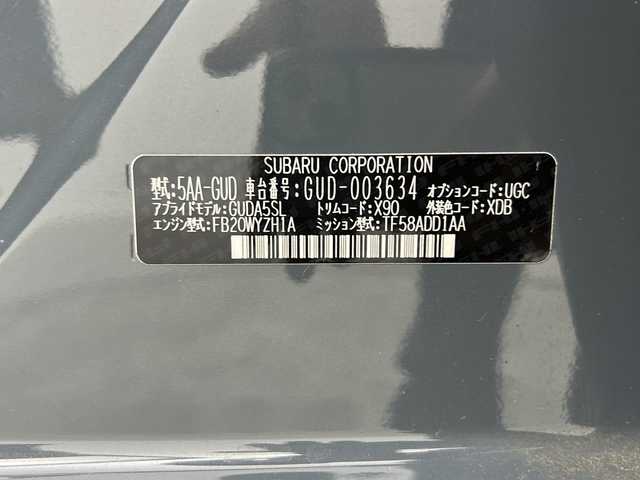 SUBARU CORPORATION
型式:5AA-GUD 車台番号:GUD-003634 オプションコード:UGC
アプライドモデル:GUDA5SL トリムコード:X90 外装色コード:XDB
エンジン型式:FB20WYZH1A ミッション型式:TF58ADD1AA